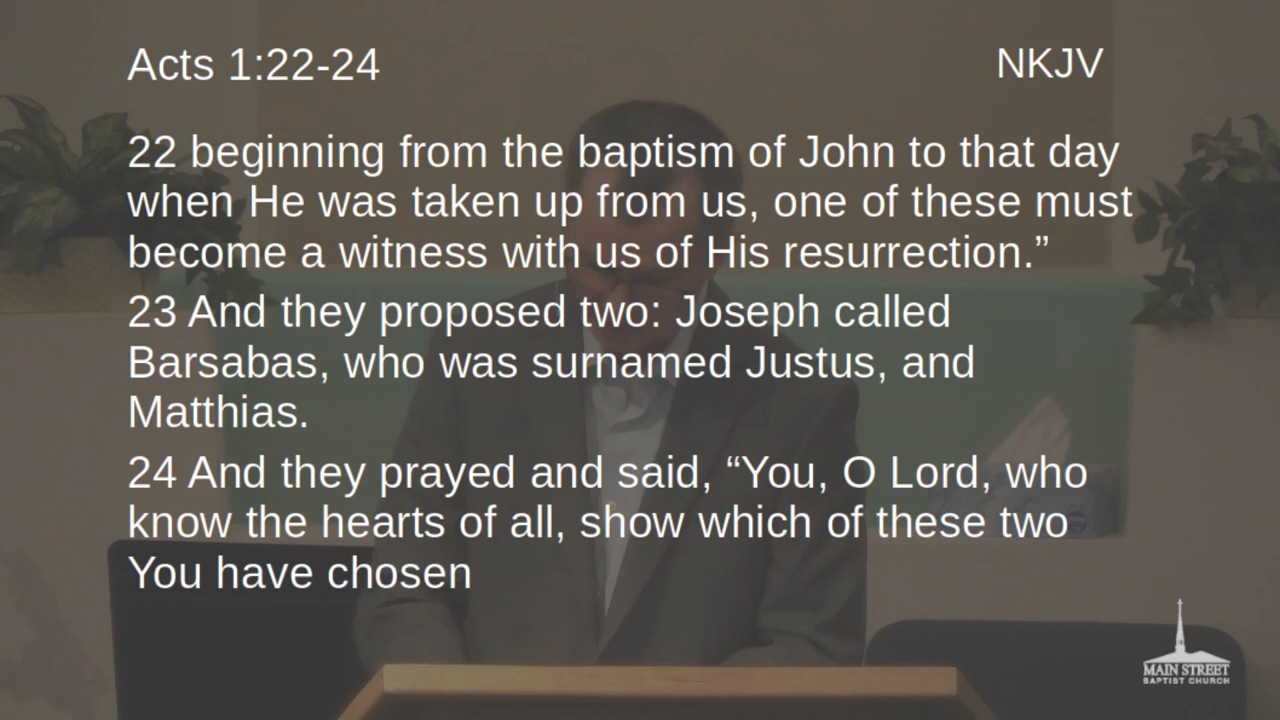 Acts 1:22-24 NKJV
22 beginning from the baptism of John to that day
when He was taken up from us, one of these must
become a witness with us of His resurrection.”
23 And they proposed two: Joseph called
Barsabas, who was surnamed Justus, and
Matthias.
24 And they prayed and said, “You, O Lord, who
know the hearts of all, show which of these two
You have chosen
MAIN STREET
BAPTIST CHURCH